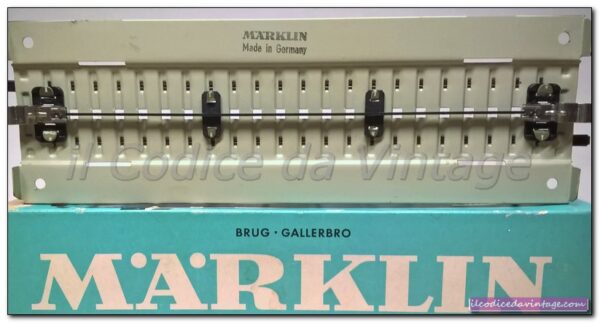 MÄRKLIN
Made in Germany
il Codice da Vintage
BRUG · GALLERBRO
MÄRKLIN
ilcodicedavintage.com